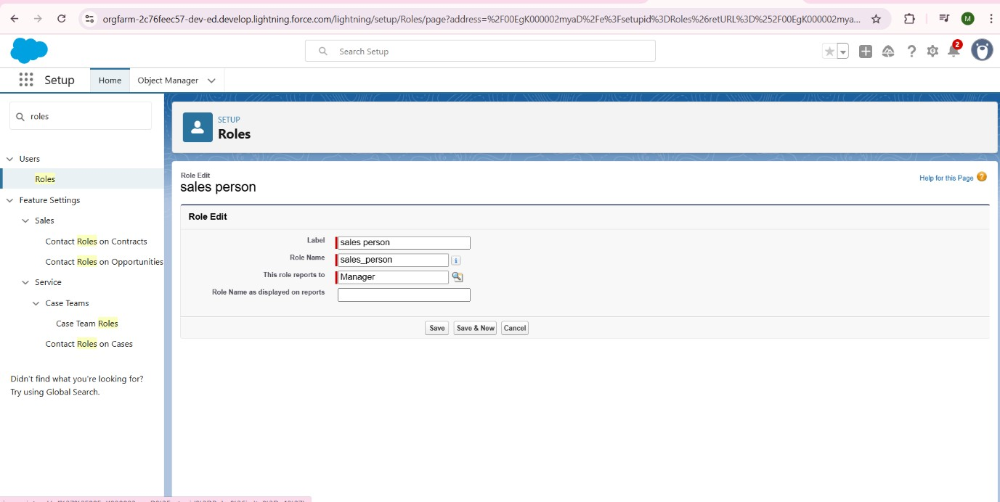 orgfarm-2c76feec57-dev-ed.develop.lightning.force.com/lightning/setup/Roles/page?address=%2F00EgK000002myaD%2Fe%3Fsetupid%3DRoles%26retURL%3D%252F00EgK000002mya...
M
Search Setup
2
Setup
Home
Object Manager
roles
Users
Roles
Feature Settings
Sales
Contact Roles on Contracts
Contact Roles on Opportunities
Service
Case Teams
Case Team Roles
Contact Roles on Cases
Didn't find what you're looking for?
Try using Global Search.
SETUP
Roles
Role Edit
sales person
Help for this Page ?
Role Edit
Label sales person
Role Name sales_person i
This role reports to Manager
Role Name as displayed on reports
Save Save & New Cancel